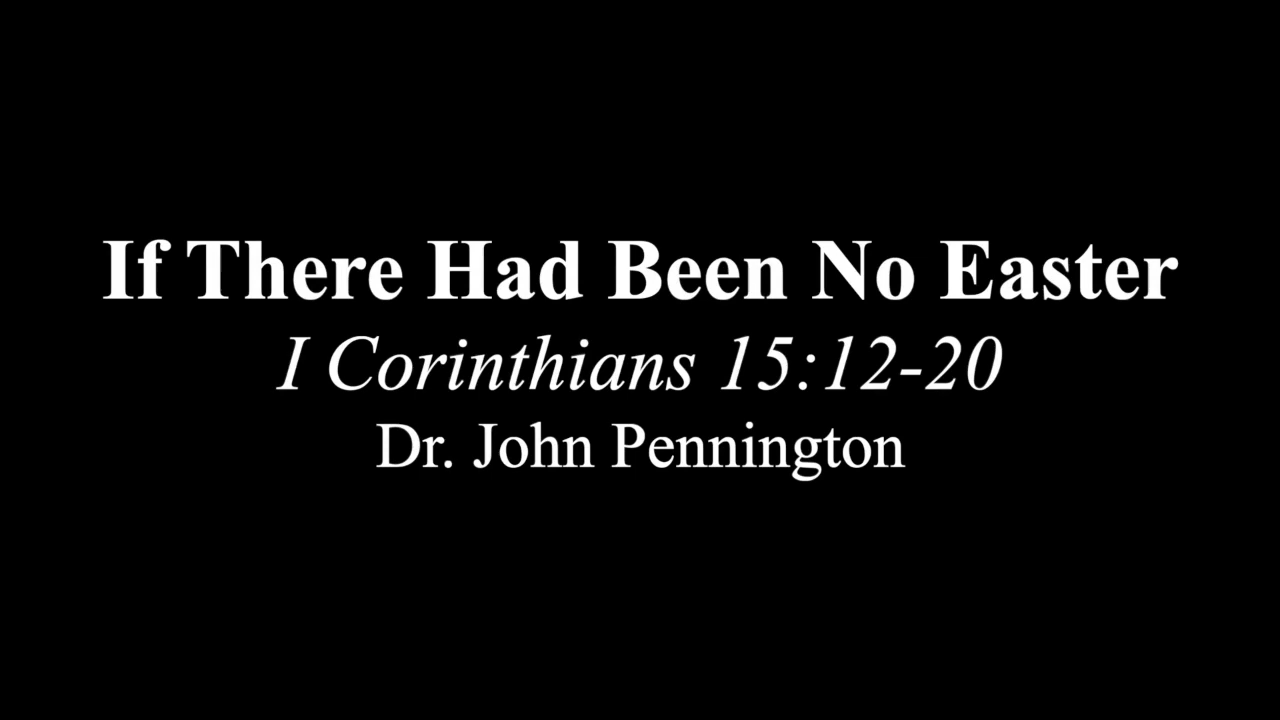 If There Had Been No Easter
I Corinthians 15:12-20
Dr. John Pennington